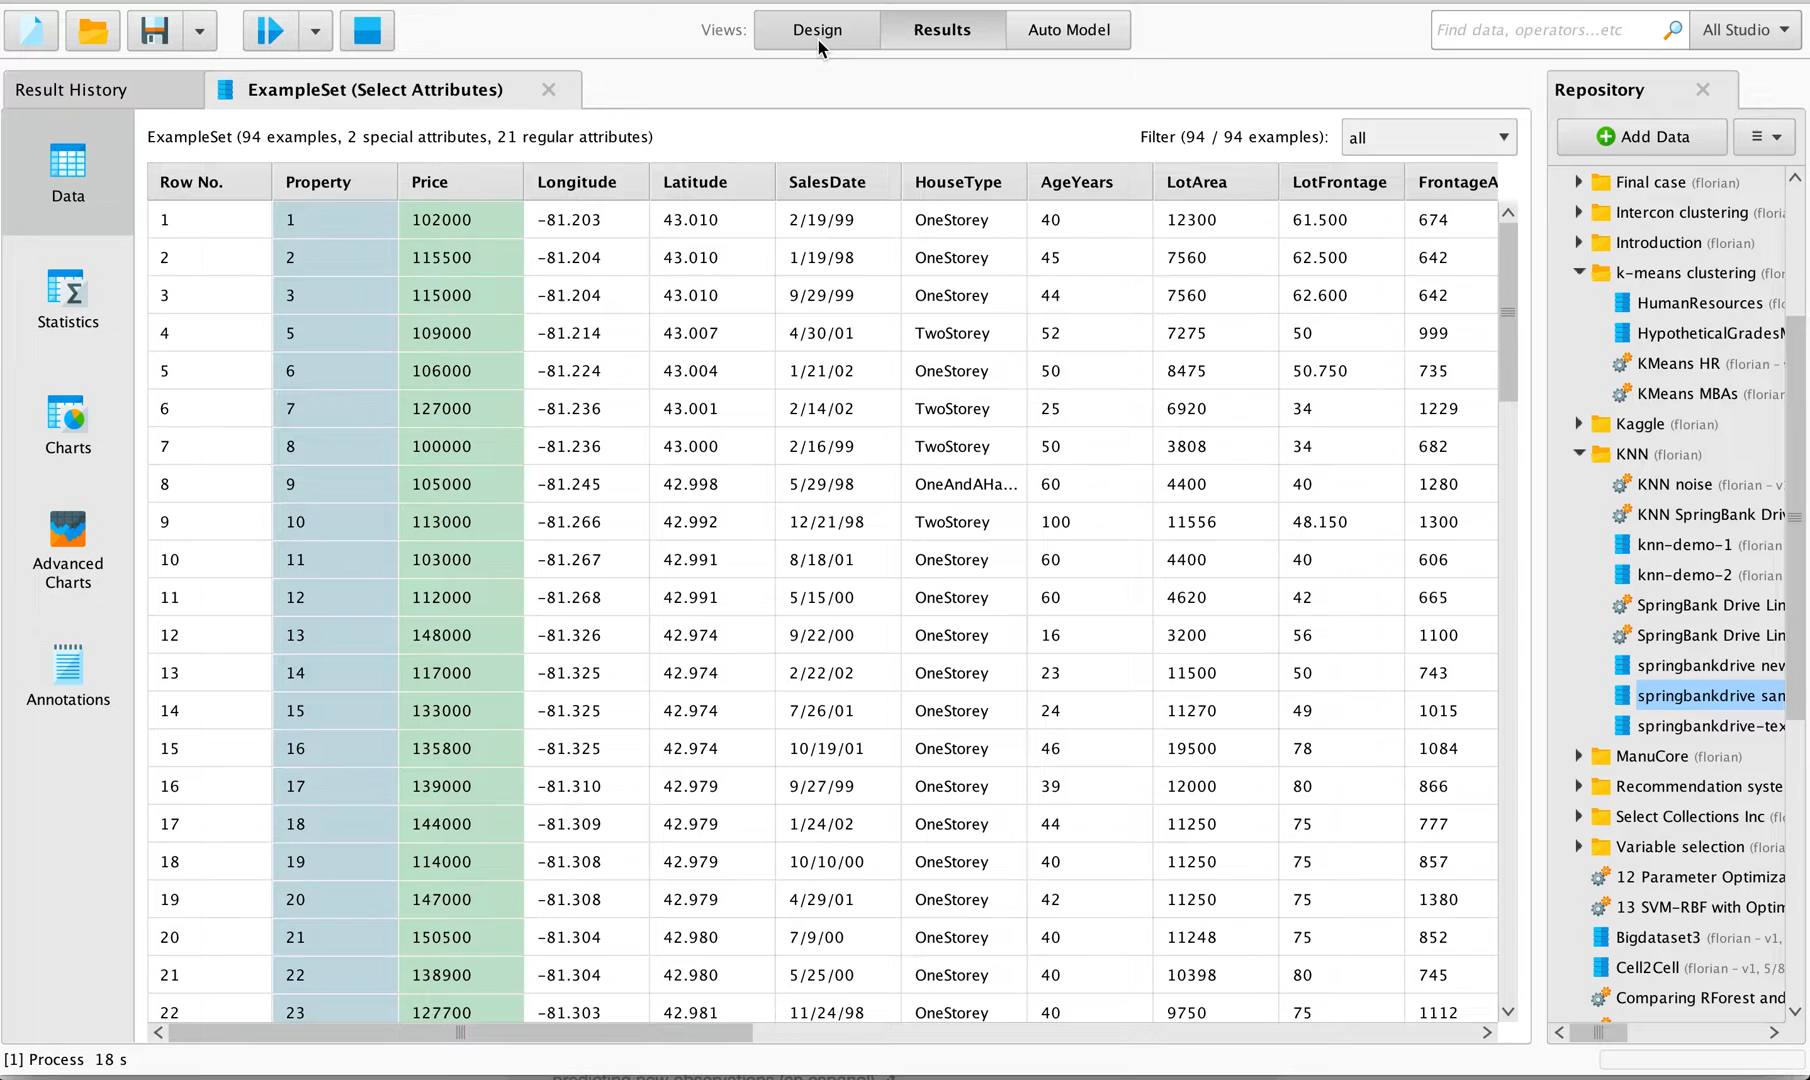 Views: Design Results Auto Model Find data, operators...etc All Studio
Result History ExampleSet (Select Attributes) Repository
ExampleSet (94 examples, 2 special attributes, 21 regular attributes) Filter (94 / 94 examples): all Add Data
Data
Statistics
Charts
Advanced
Charts
Annotations
Row No. Property Price Longitude Latitude SalesDate HouseType AgeYears LotArea LotFrontage FrontageA
1 1 102000 -81.203 43.010 2/19/99 OneStorey 40 12300 61.500 674
2 2 115500 -81.204 43.010 1/19/98 OneStorey 45 7560 62.500 642
3 3 115000 -81.204 43.010 9/29/99 OneStorey 44 7560 62.600 642
4 5 109000 -81.214 43.007 4/30/01 TwoStorey 52 7275 50 999
5 6 106000 -81.224 43.004 1/21/02 OneStorey 50 8475 50.750 735
6 7 127000 -81.236 43.001 2/14/02 TwoStorey 25 6920 34 1229
7 8 100000 -81.236 43.000 2/16/99 TwoStorey 50 3808 34 682
8 9 105000 -81.245 42.998 5/29/98 OneAndAHa... 60 4400 40 1280
9 10 113000 -81.266 42.992 12/21/98 TwoStorey 100 11556 48.150 1300
10 11 103000 -81.267 42.991 8/18/01 OneStorey 60 4400 40 606
11 12 112000 -81.268 42.991 5/15/00 OneStorey 60 4620 42 665
12 13 148000 -81.326 42.974 9/22/00 OneStorey 16 3200 56 1100
13 14 117000 -81.325 42.974 2/22/02 OneStorey 23 11500 50 743
14 15 133000 -81.325 42.974 7/26/01 OneStorey 24 11270 49 1015
15 16 135800 -81.325 42.974 10/19/01 OneStorey 46 19500 78 1084
16 17 139000 -81.310 42.974 9/27/99 OneStorey 39 12000 80 866
17 18 144000 -81.309 42.979 1/24/02 OneStorey 44 11250 75 777
18 19 114000 -81.308 42.979 10/10/00 OneStorey 40 11250 75 857
19 20 147000 -81.308 42.979 4/29/01 OneStorey 42 11250 75 1380
20 21 150500 -81.304 42.980 7/9/00 OneStorey 40 11248 75 852
21 22 138900 -81.304 42.980 5/25/00 OneStorey 40 10398 80 745
22 23 127700 -81.303 42.981 11/24/98 OneStorey 40 9750 75 1112
Final case (florian)
Intercon clustering (flori
Introduction (florian)
k-means clustering (flor
HumanResources (flo
HypotheticalGradesM
KMeans HR (florian –
KMeans MBAs (florian
Kaggle (florian)
KNN (florian)
KNN noise (florian – v
KNN SpringBank Driv
knn-demo-1 (florian
knn-demo-2 (florian
SpringBank Drive Lin
SpringBank Drive Lin
springbankdrive new
springbankdrive san
springbankdrive-tex
ManuCore (florian)
Recommendation syste
Select Collections Inc (fl
Variable selection (floria
12 Parameter Optimiza
13 SVM-RBF with Optim
Bigdataset3 (florian – v1,
Cell2Cell (florian – v1, 5/8
Comparing RForest and
[1] Process 18 s